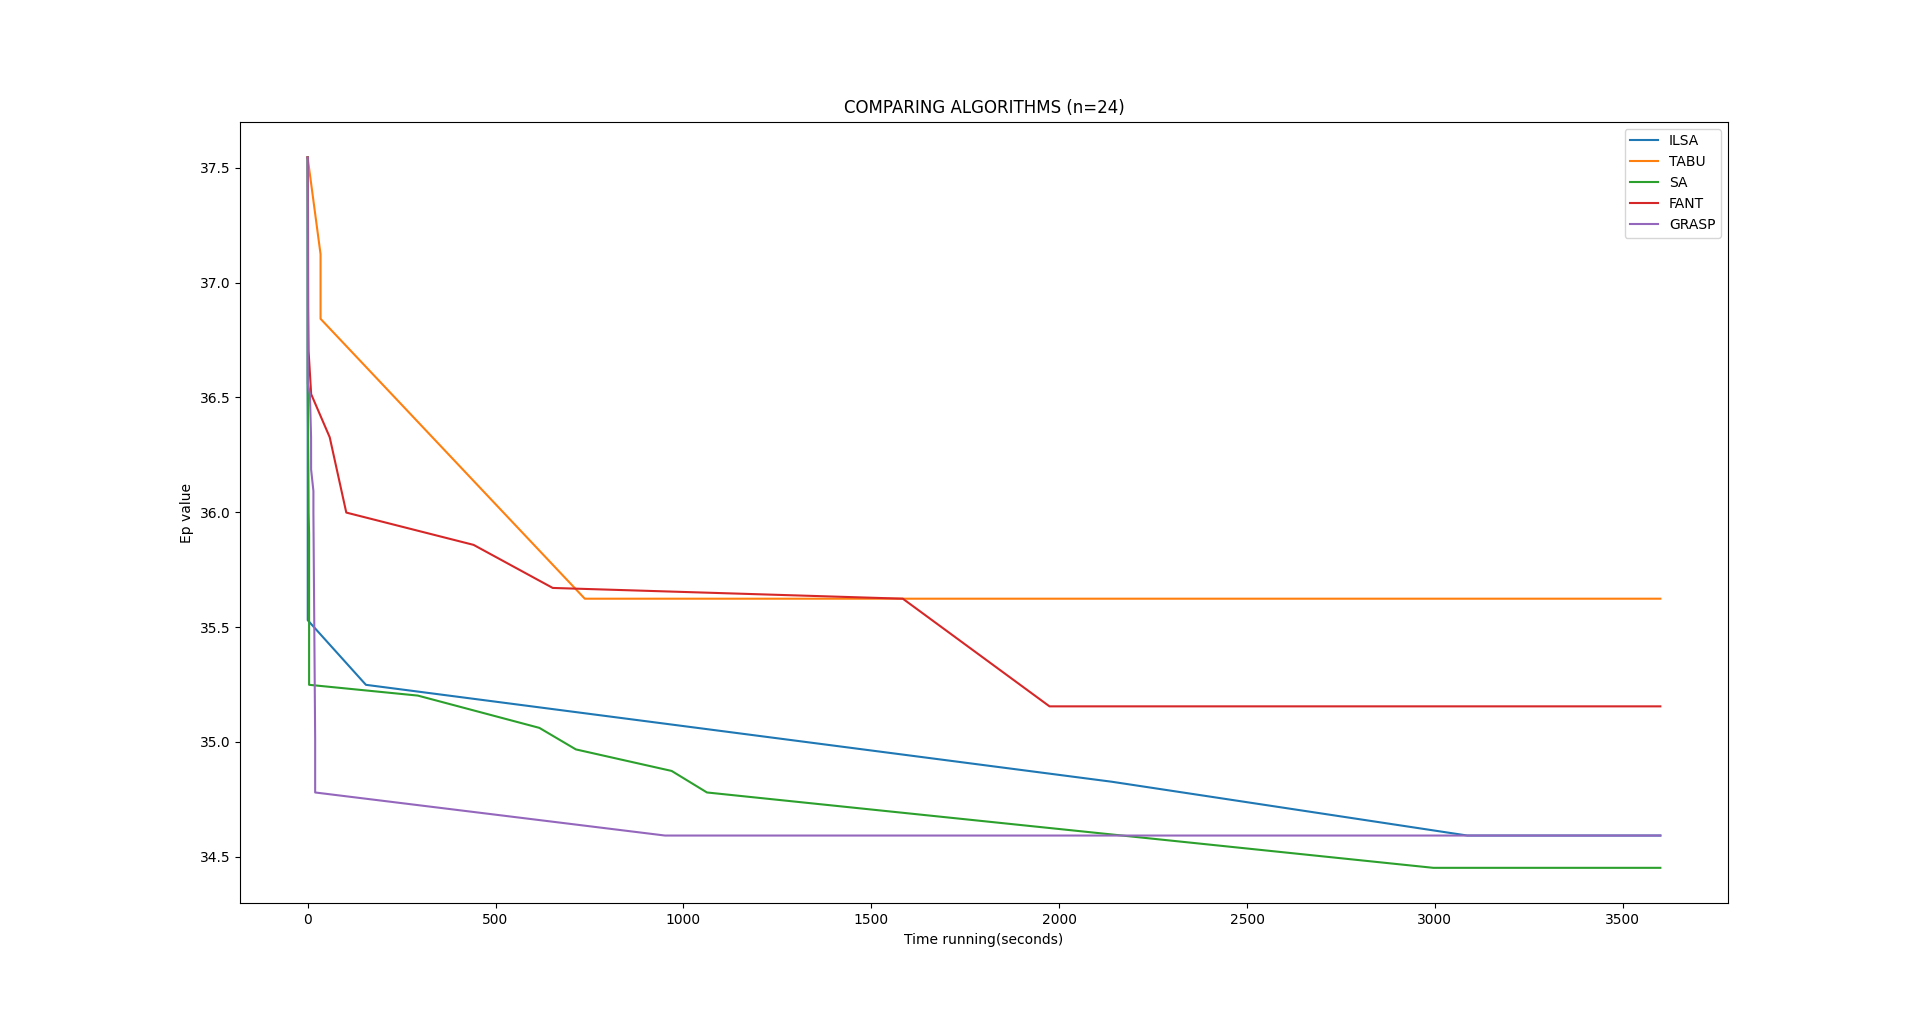 COMPARING ALGORITHMS (n=24)
ILSA
TABU
SA
FANT
GRASP
Ep value
37.5
37.0
36.5
36.0
35.5
35.0
34.5
0 500 1000 1500 2000 2500 3000 3500
Time running(seconds)